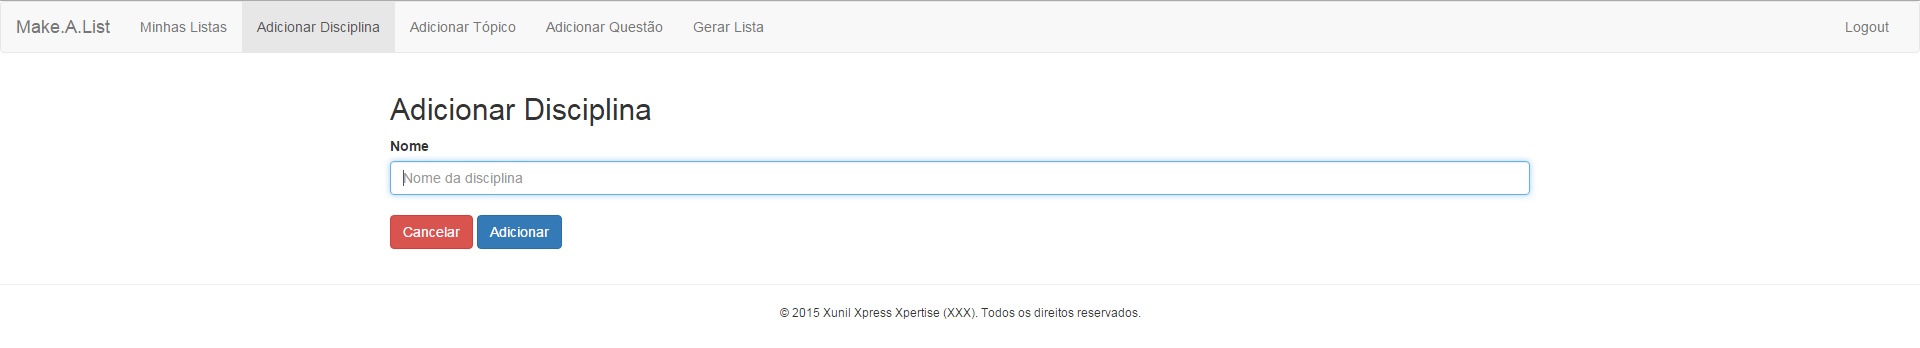 Make.A.List Minhas Listas Adicionar Disciplina Adicionar Tópico Adicionar Questão Gerar Lista Logout
Adicionar Disciplina
Nome
Nome da disciplina
Cancelar Adicionar
© 2015 Xunil Xpress Xpertise (XXX). Todos os direitos reservados.